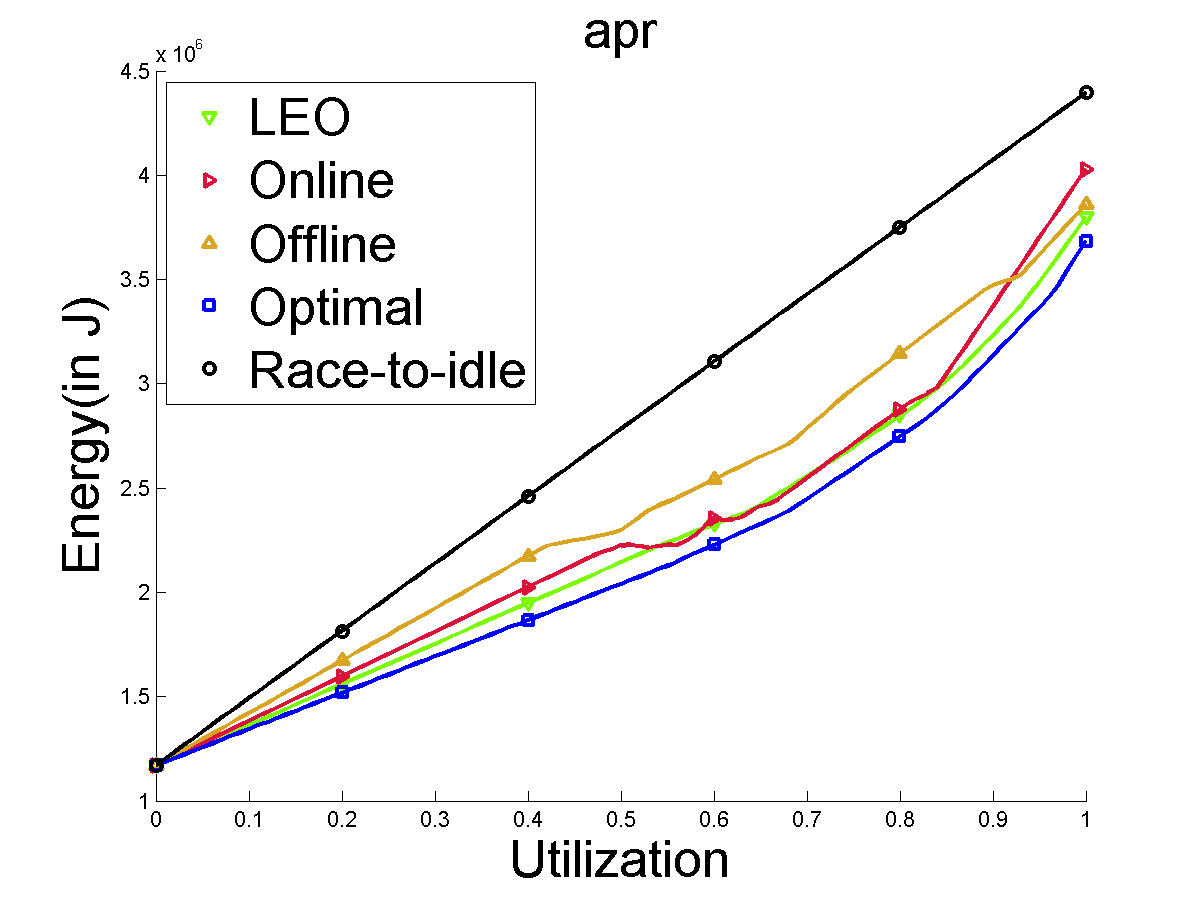 apr
x 10^6
4.5
4
3.5
3
2.5
2
1.5
1
Energy(in J)
LEO
Online
Offline
Optimal
Race-to-idle
0 0.1 0.2 0.3 0.4 0.5 0.6 0.7 0.8 0.9 1
Utilization